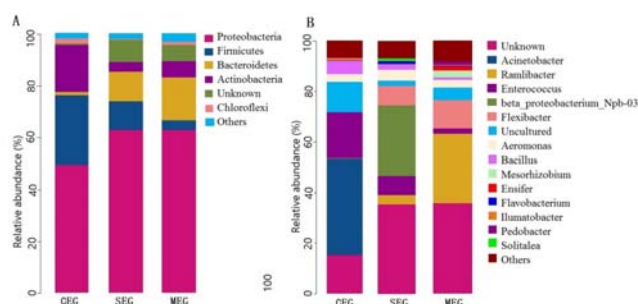 A
Relative abundance (%)
100
80
60
40
20
0
CEG SEG MEG
Proteobacteria
Firmicutes
Bacteroidetes
Actinobacteria
Unknown
Chloroflexi
Others
B
Relative abundance (%)
100
80
60
40
20
0
100
CEG SEG MEG
Unknown
Acinetobacter
Ramlibacter
Enterococcus
beta_proteobacterium_Npb-03
Flexibacter
Uncultured
Aeromonas
Bacillus
Mesorhizobium
Ensifer
Flavobacterium
Ilumatobacter
Pedobacter
Solitalea
Others